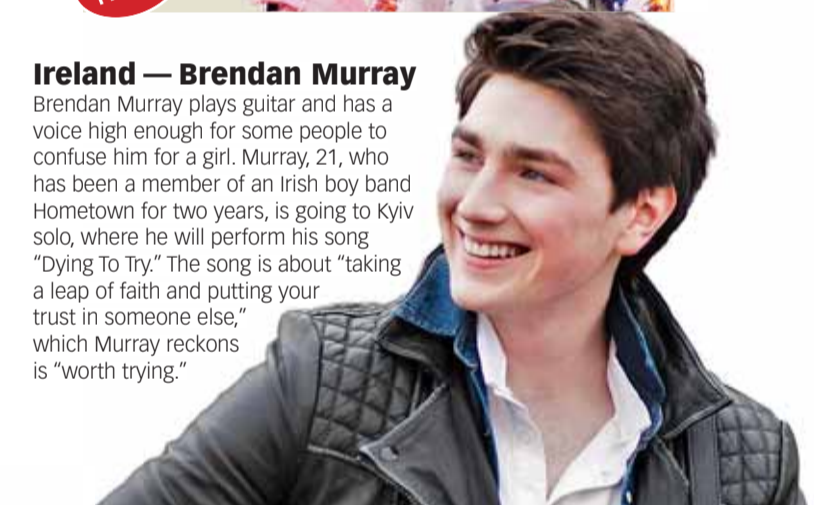 Ireland — Brendan Murray
Brendan Murray plays guitar and has a
voice high enough for some people to
confuse him for a girl. Murray, 21, who
has been a member of an Irish boy band
Hometown for two years, is going to Kyiv
solo, where he will perform his song
“Dying To Try.” The song is about “taking
a leap of faith and putting your
trust in someone else,”
which Murray reckons
is “worth trying.”